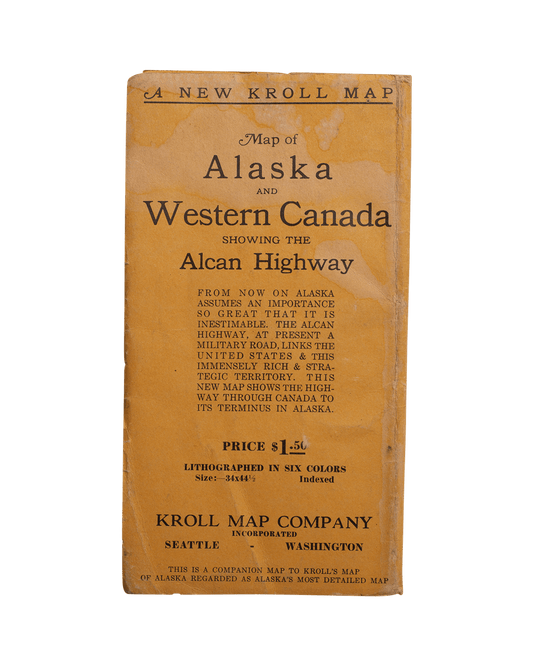 A NEW KROLL MAP
Map of
Alaska
AND
Western Canada
SHOWING THE
Alcan Highway
FROM NOW ON ALASKA
ASSUMES AN IMPORTANCE
SO GREAT THAT IT IS
INESTIMABLE. THE ALCAN
HIGHWAY, AT PRESENT A
MILITARY ROAD, LINKS THE
UNITED STATES & THIS
IMMENSELY RICH & STRA-
TEGIC TERRITORY. THIS
NEW MAP SHOWS THE HIGH-
WAY THROUGH CANADA TO
ITS TERMINUS IN ALASKA.
PRICE $1.50
LITHOGRAPHED IN SIX COLORS
Size:—34x44½ Indexed
KROLL MAP COMPANY
INCORPORATED
SEATTLE - WASHINGTON
THIS IS A COMPANION MAP TO KROLL'S MAP
OF ALASKA REGARDED AS ALASKA'S MOST DETAILED MAP